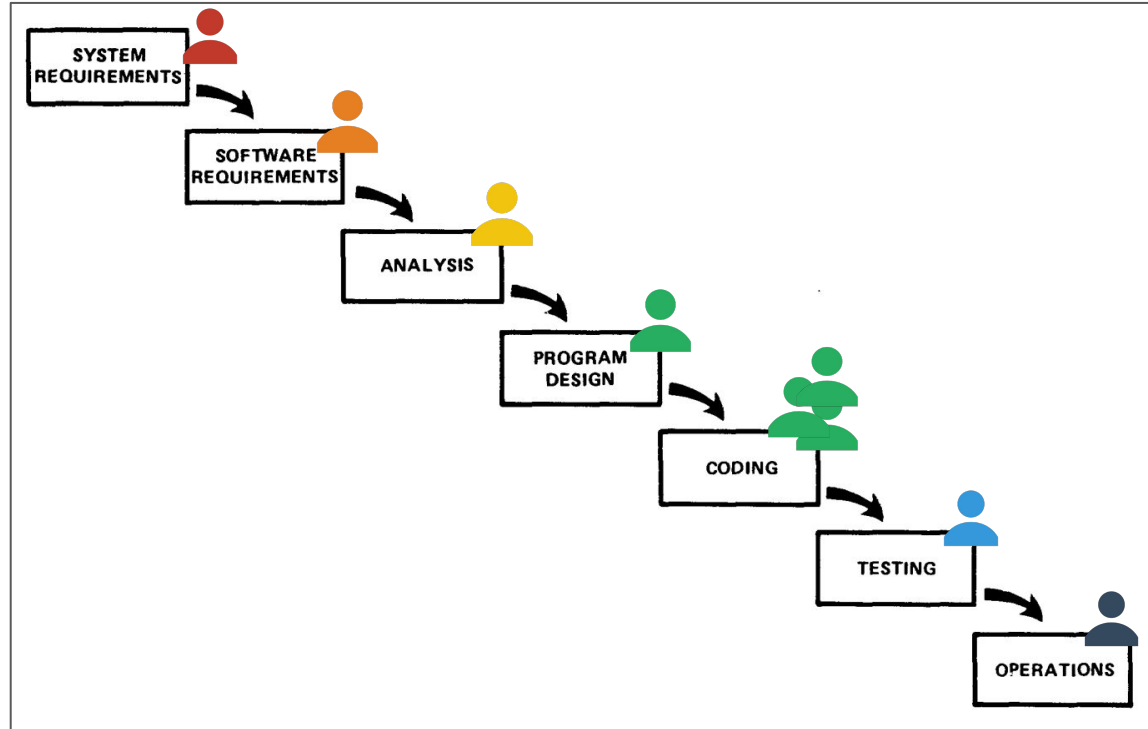 SYSTEM
REQUIREMENTS
SOFTWARE
REQUIREMENTS
ANALYSIS
PROGRAM
DESIGN
CODING
TESTING
OPERATIONS